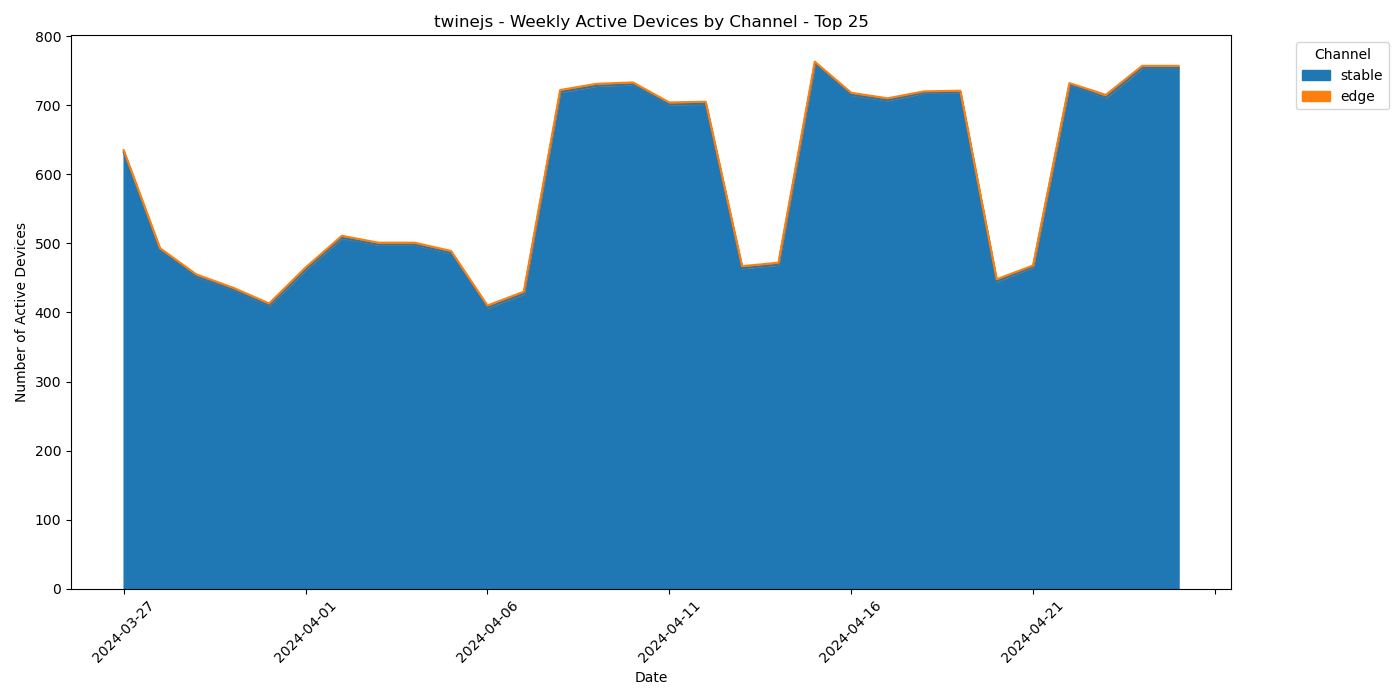 twinejs - Weekly Active Devices by Channel - Top 25
Channel
stable
edge
Number of Active Devices
800
700
600
500
400
300
200
100
0
2024-03-27
2024-04-01
2024-04-06
2024-04-11
2024-04-16
2024-04-21
Date